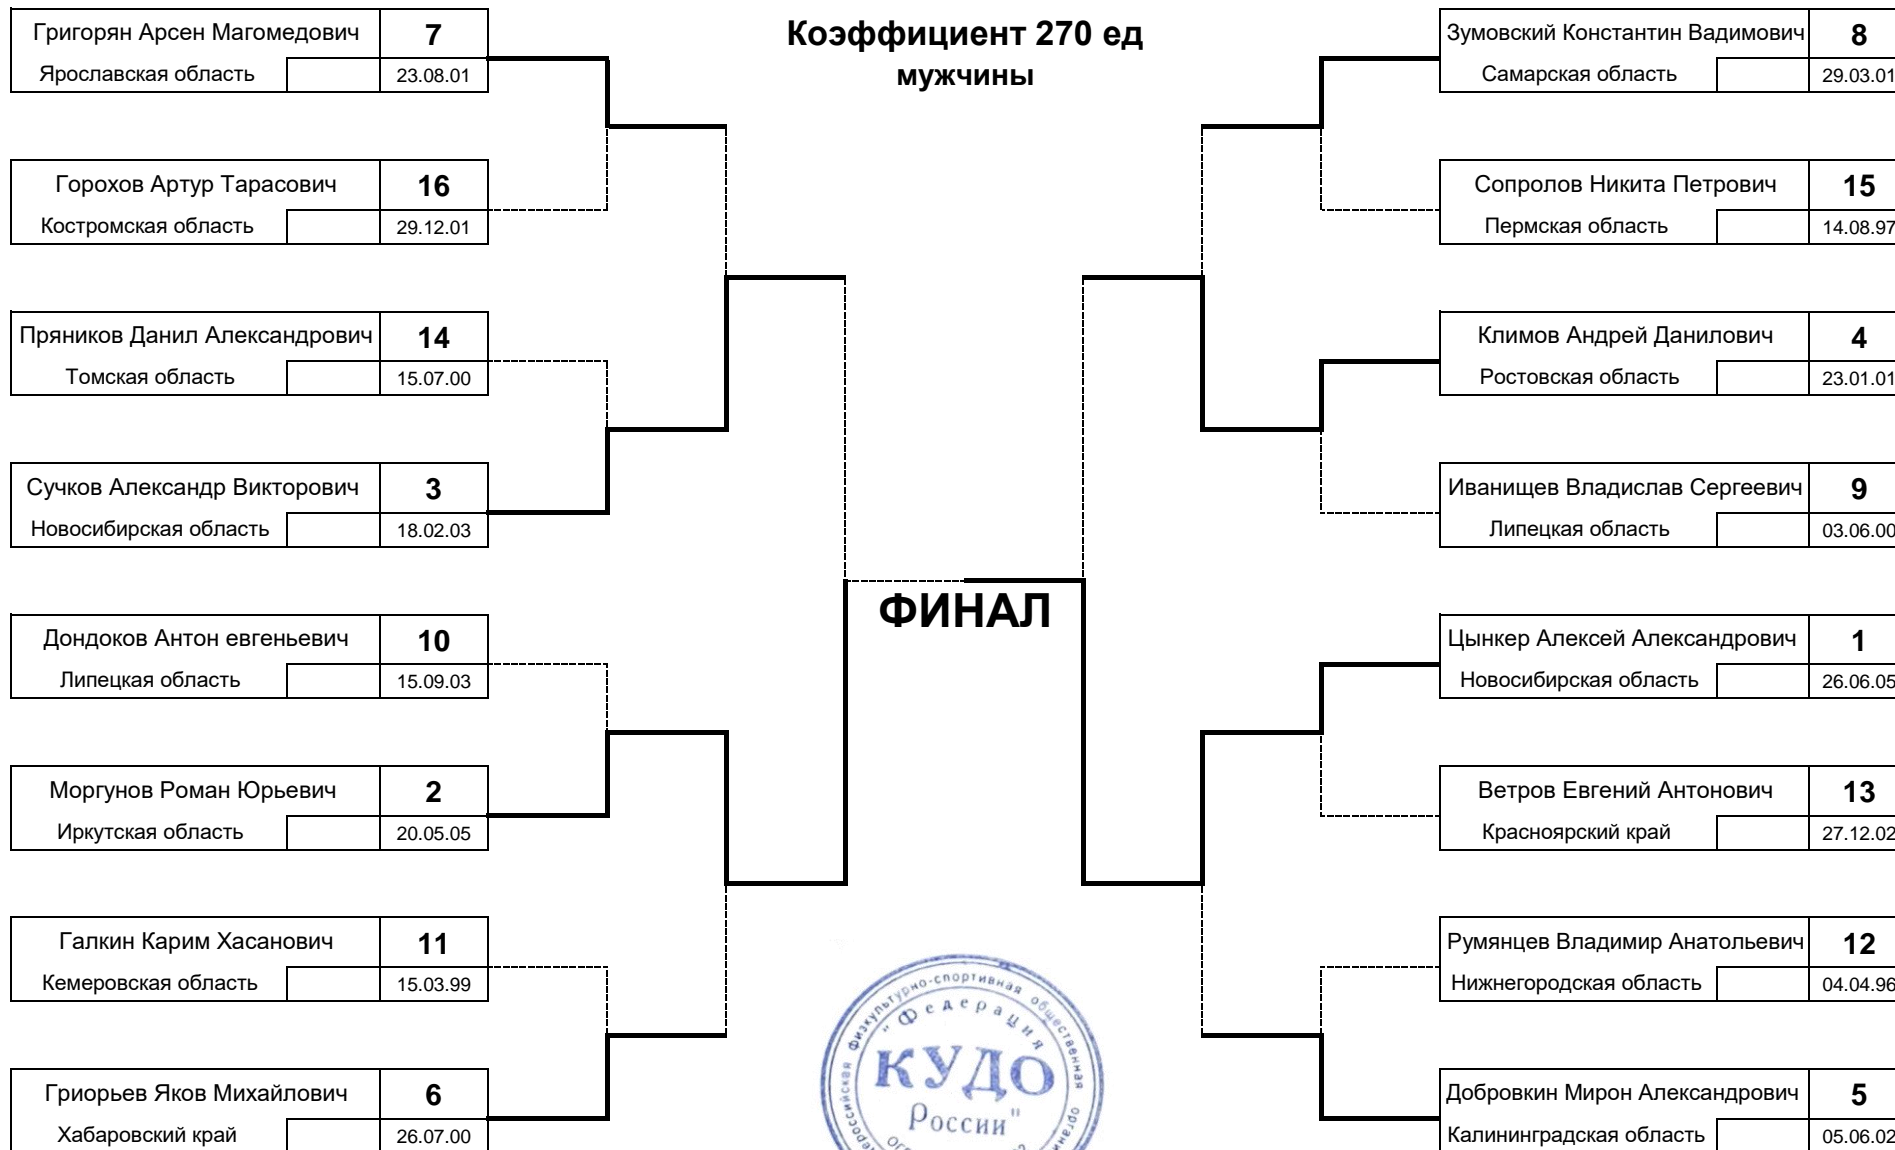 Коэффициент 270 ед
мужчины
Григорян Арсен Магомедович 7
Ярославская область 23.08.01
Горохов Артур Тарасович 16
Костромская область 29.12.01
Пряников Данил Александрович 14
Томская область 15.07.00
Сучков Александр Викторович 3
Новосибирская область 18.02.03
Дондоков Антон евгеньевич 10
Липецкая область 15.09.03
Моргунов Роман Юрьевич 2
Иркутская область 20.05.05
Галкин Карим Хасанович 11
Кемеровская область 15.03.99
Гриорьев Яков Михайлович 6
Хабаровский край 26.07.00
ФИНАЛ
Зумовский Константин Вадимович 8
Самарская область 29.03.01
Сопролов Никита Петрович 15
Пермская область 14.08.97
Климов Андрей Данилович 4
Ростовская область 23.01.01
Иванищев Владислав Сергеевич 9
Липецкая область 03.06.00
Цынкер Алексей Александрович 1
Новосибирская область 26.06.05
Ветров Евгений Антонович 13
Красноярский край 27.12.02
Румянцев Владимир Анатольевич 12
Нижнегородская область 04.04.96
Добровкин Мирон Александрович 5
Калининградская область 05.06.02
физкультурно-спортивная общественная
"Федерация
КУДО
России"